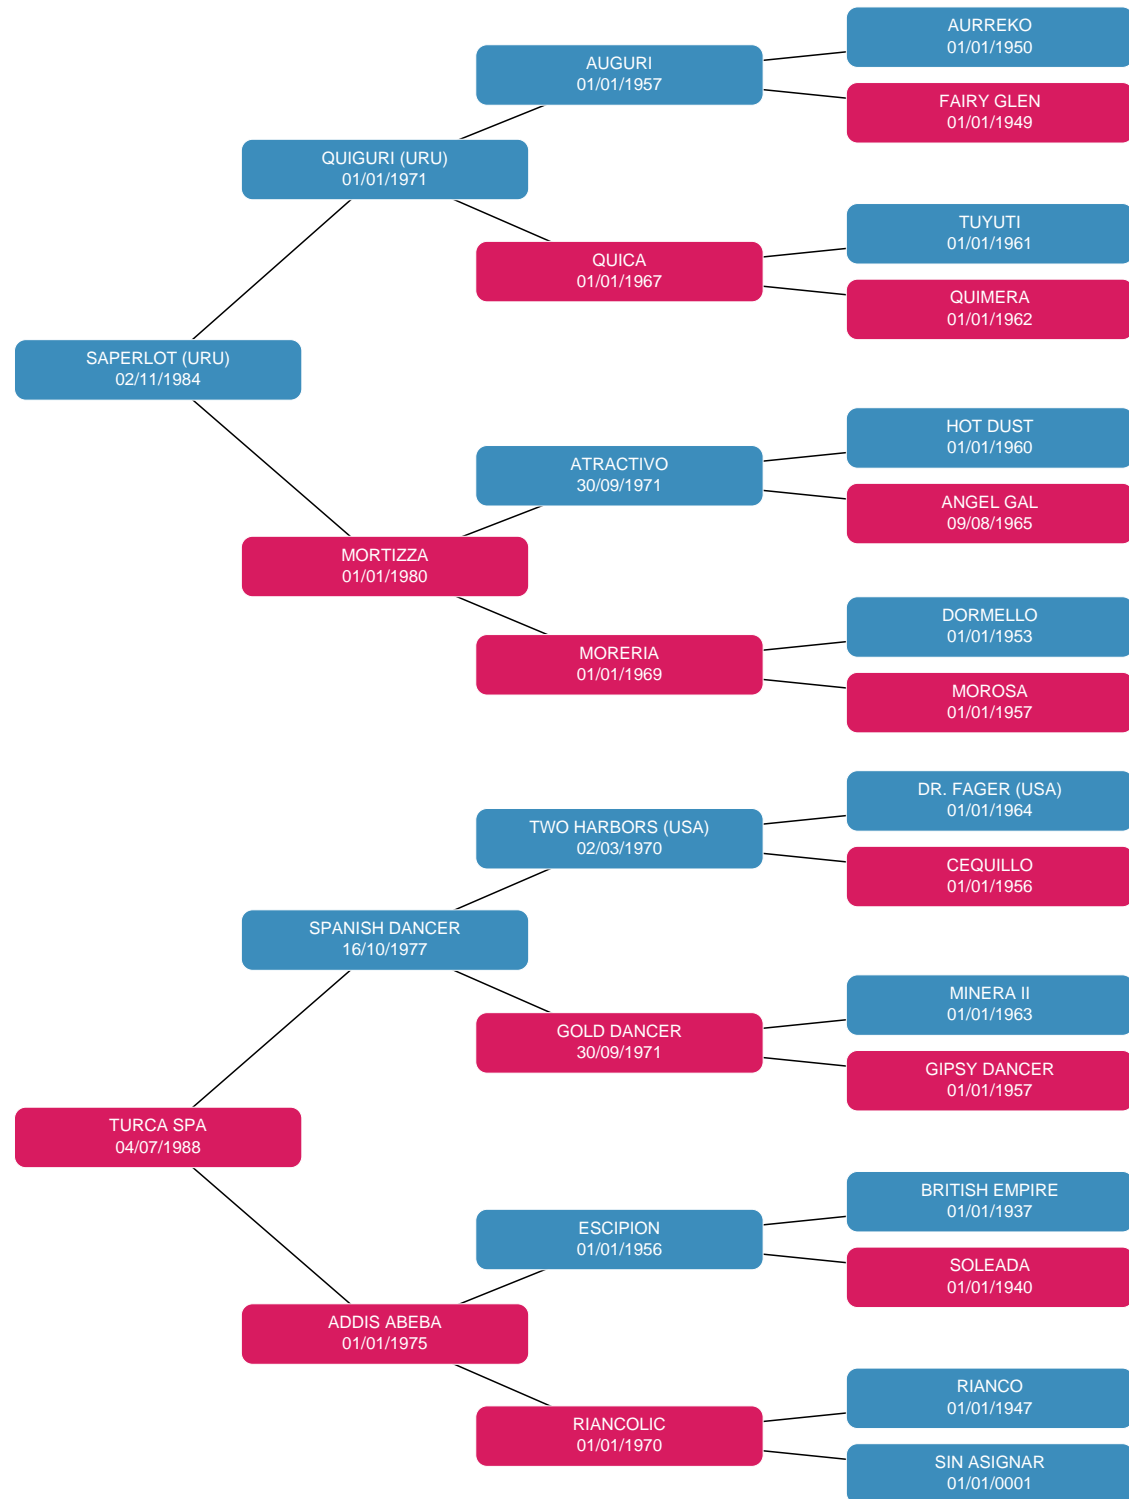 AURREKO
01/01/1950
AUGURI
01/01/1957
FAIRY GLEN
01/01/1949
QUIGURI (URU)
01/01/1971
TUYUTI
01/01/1961
QUICA
01/01/1967
QUIMERA
01/01/1962
SAPERLOT (URU)
02/11/1984
HOT DUST
01/01/1960
ATRACTIVO
30/09/1971
ANGEL GAL
09/08/1965
MORTIZZA
01/01/1980
DORMELLO
01/01/1953
MORERIA
01/01/1969
MOROSA
01/01/1957
DR. FAGER (USA)
01/01/1964
TWO HARBORS (USA)
02/03/1970
CEQUILLO
01/01/1956
SPANISH DANCER
16/10/1977
MINERA II
01/01/1963
GOLD DANCER
30/09/1971
GIPSY DANCER
01/01/1957
TURCA SPA
04/07/1988
BRITISH EMPIRE
01/01/1937
ESCIPION
01/01/1956
SOLEADA
01/01/1940
ADDIS ABEBA
01/01/1975
RIANCO
01/01/1947
RIANCOLIC
01/01/1970
SIN ASIGNAR
01/01/0001